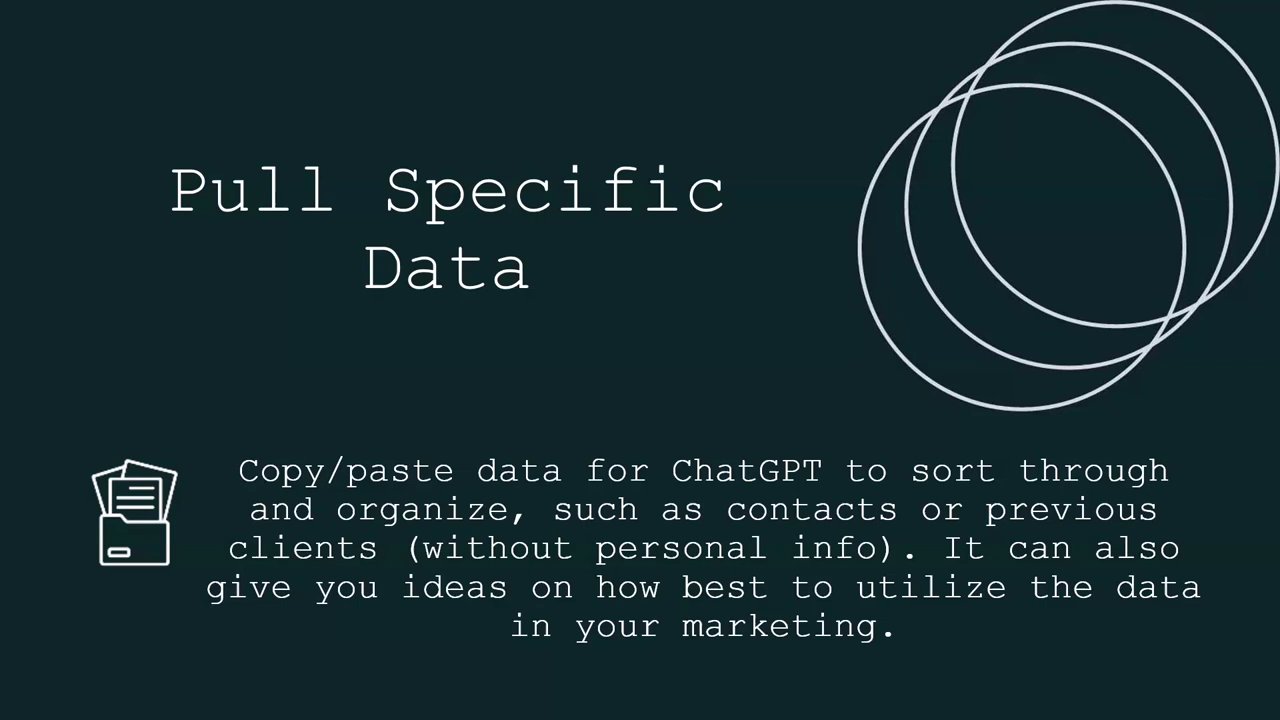 Pull Specific
Data
Copy/paste data for ChatGPT to sort through
and organize, such as contacts or previous
clients (without personal info). It can also
give you ideas on how best to utilize the data
in your marketing.